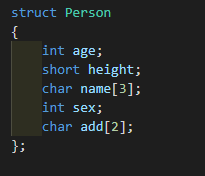 struct Person
{
    int age;
    short height;
    char name[3];
    int sex;
    char add[2];
};